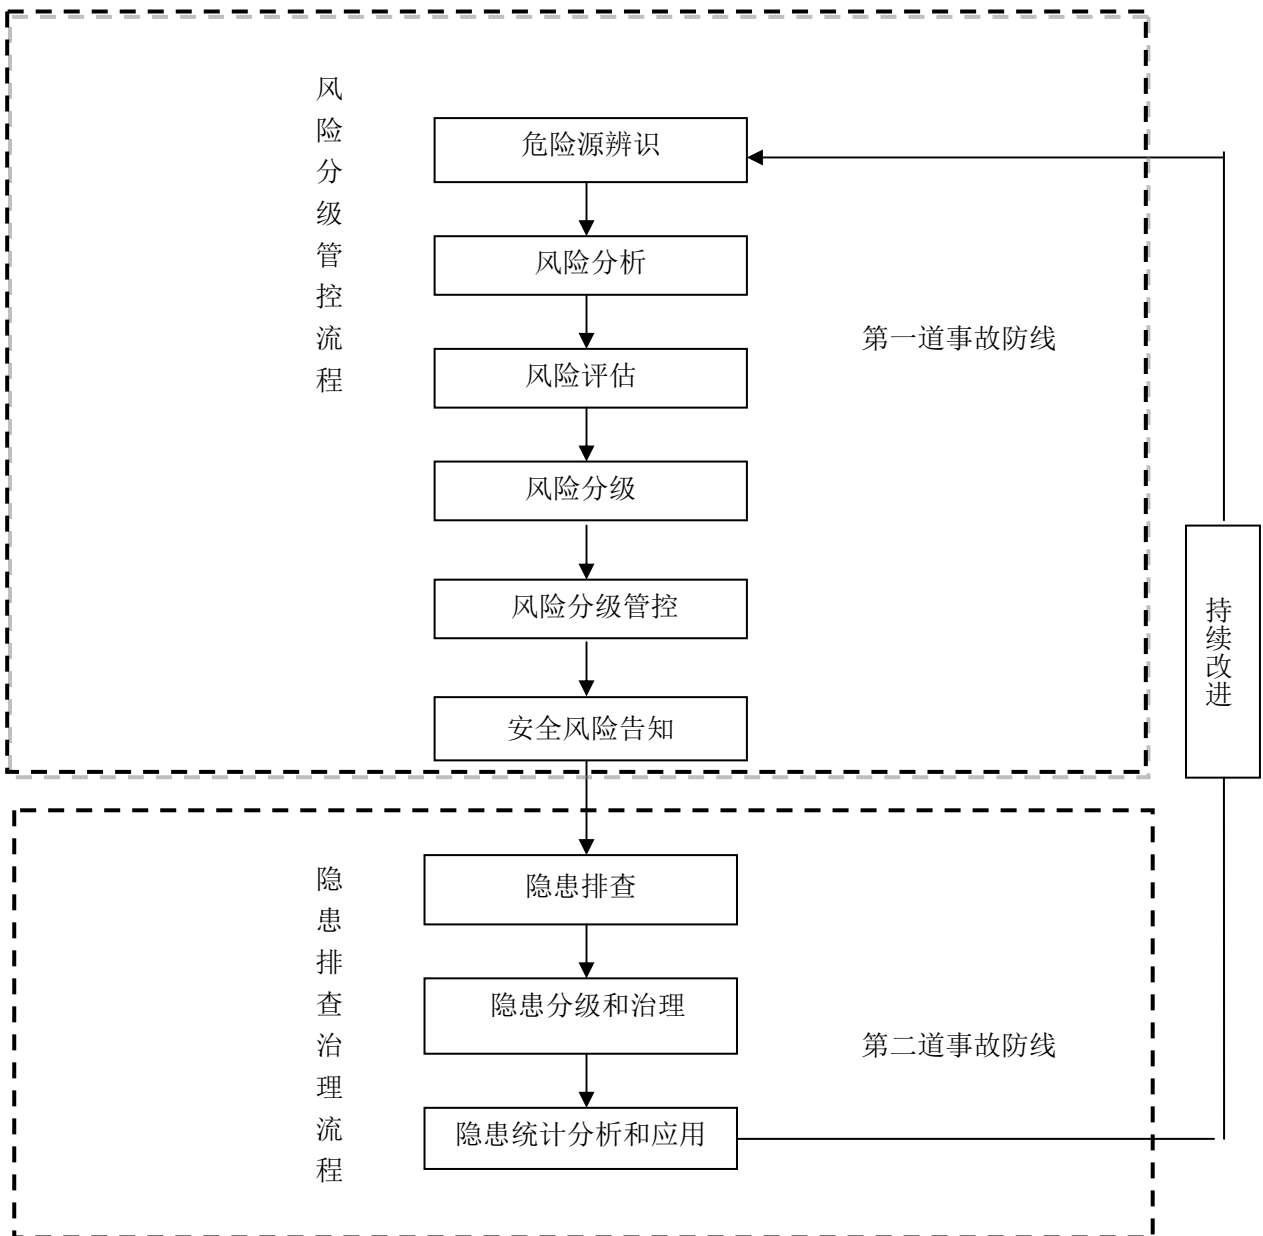 风险分级管控流程
危险源辨识
风险分析
第一道事故防线
风险评估
风险分级
风险分级管控
持续改进
安全风险告知
隐患排查治理流程
隐患排查
隐患分级和治理
第二道事故防线
隐患统计分析和应用